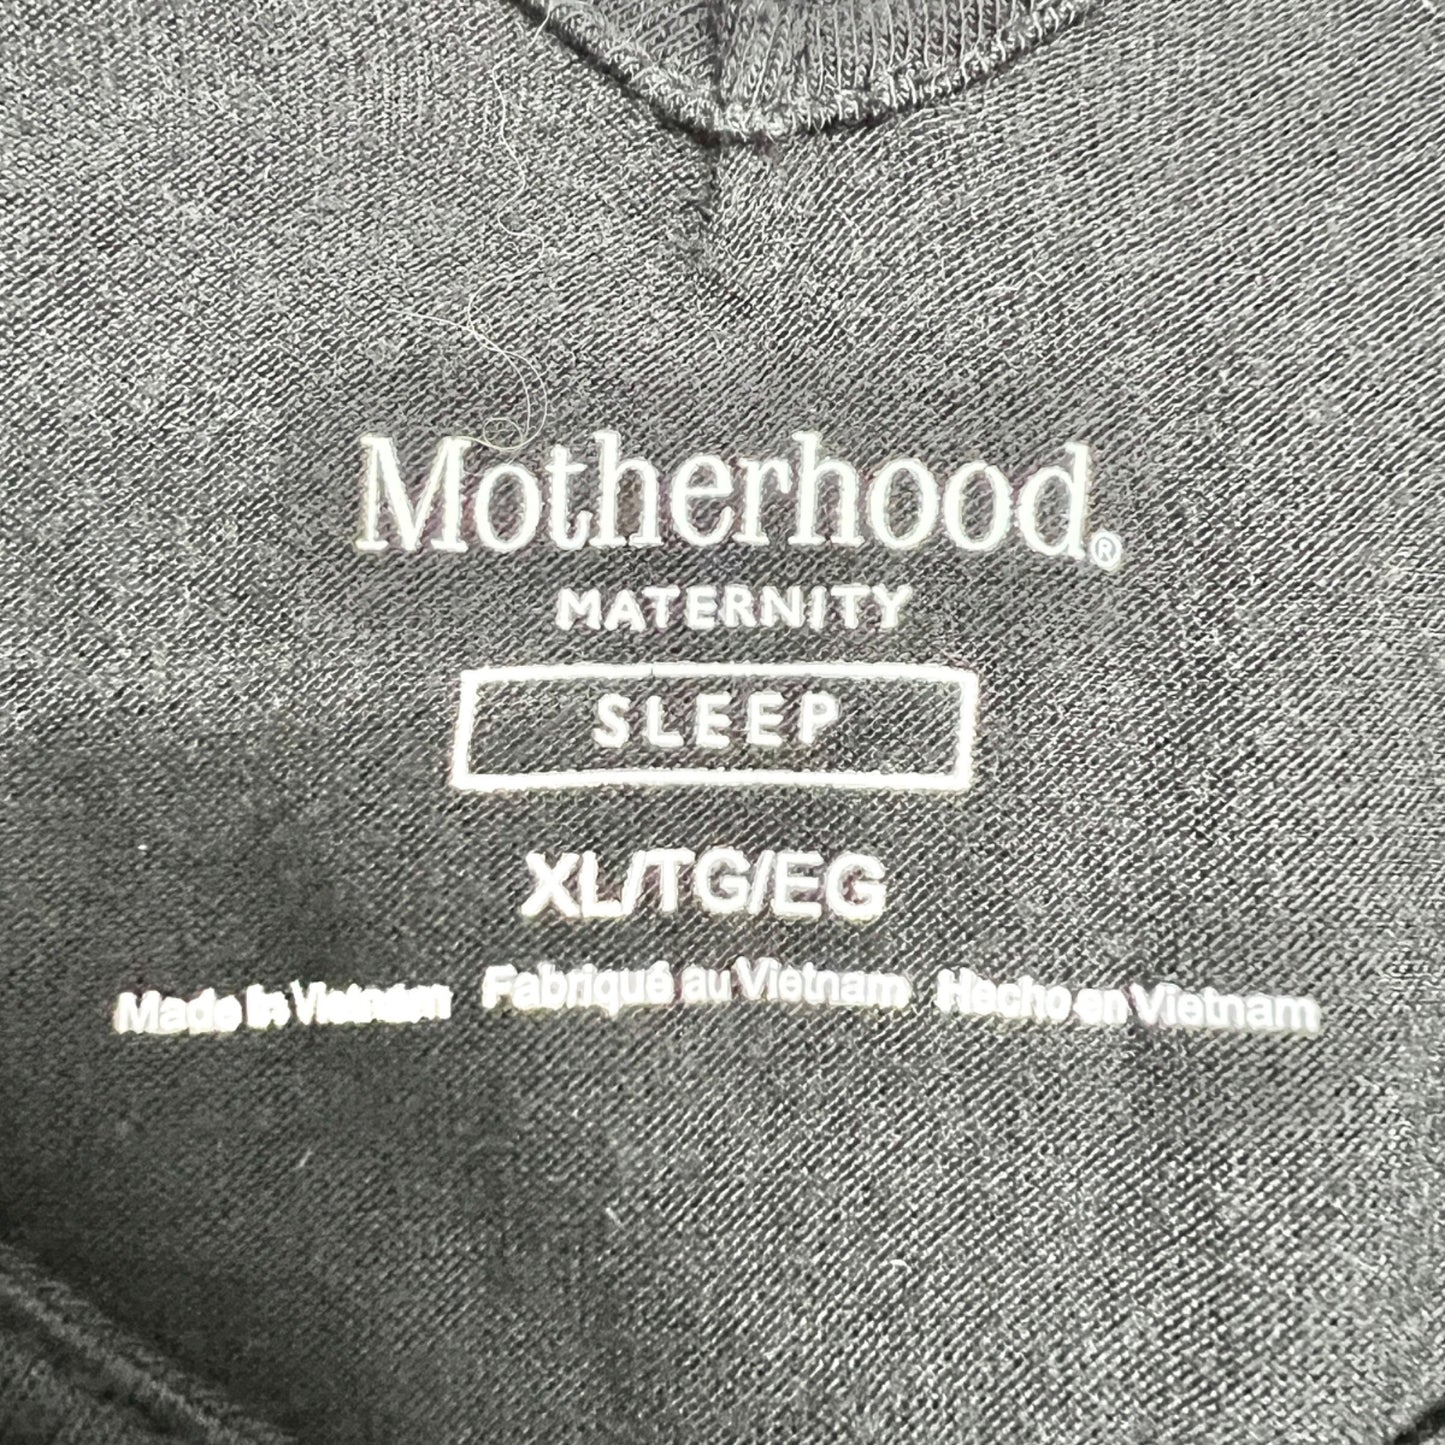 Motherhood®
MATERNITY
SLEEP
XL/TG/EG
Made in Vietnam Fabriqué au Vietnam Hecho en Vietnam